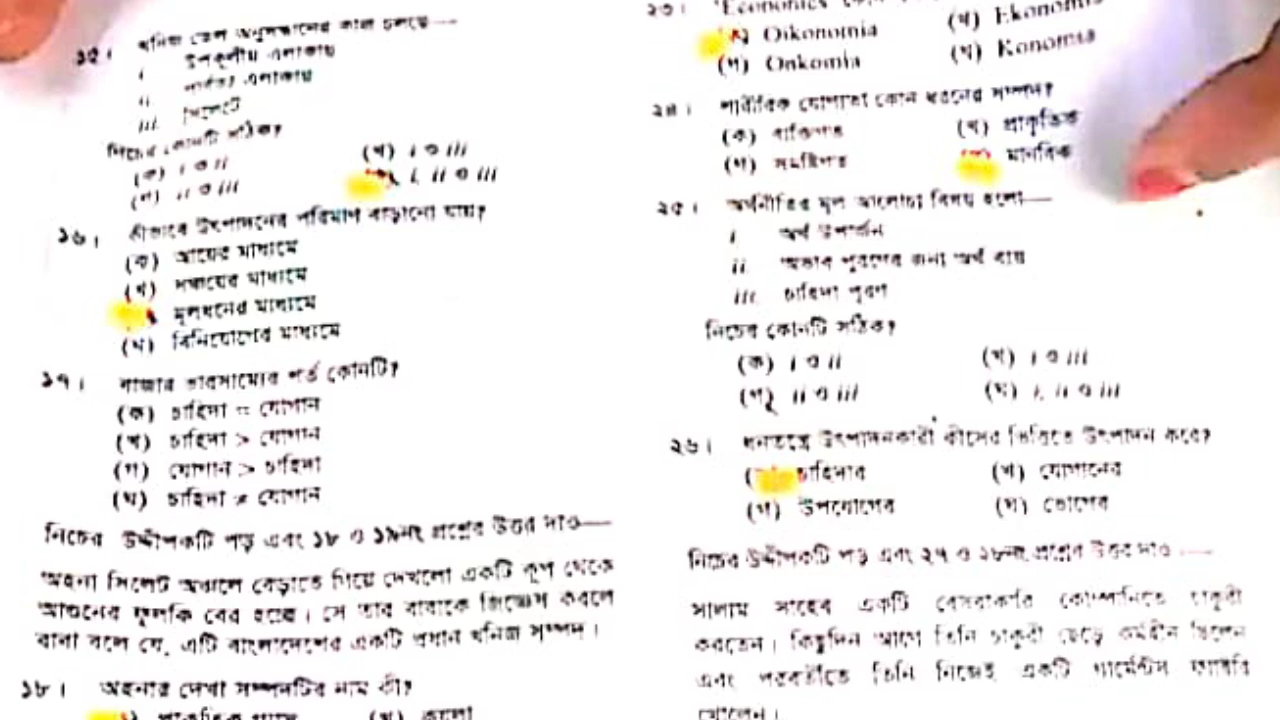 ১৫। খনিজ তেল অনুসন্ধানের কাজ চলছে—
i উপকূলীয় এলাকায়
ii পার্বত্য এলাকায়
iii সিলেটে
নিচের কোনটি সঠিক?
(ক) i ও ii
(খ) i ও iii
(গ) ii ও iii
i, ii ও iii
১৬। কীভাবে উৎপাদনের পরিমাণ বাড়ানো যায়?
(ক) আয়ের মাধ্যমে
(খ) সঞ্চয়ের মাধ্যমে
মূলধনের মাধ্যমে
(ঘ) বিনিয়োগের মাধ্যমে
১৭। বাজার ভারসাম্যের শর্ত কোনটি?
(ক) চাহিদা = যোগান
(খ) চাহিদা > যোগান
(গ) যোগান > চাহিদা
(ঘ) চাহিদা ≠ যোগান
নিচের উদ্দীপকটি পড় এবং ১৮ ও ১৯নং প্রশ্নের উত্তর দাও—
অহনা সিলেট অঞ্চলে বেড়াতে গিয়ে দেখলো একটি কূপ থেকে
আগুনের ফুলকি বের হচ্ছে। সে তার বাবাকে জিজ্ঞেস করলে
বাবা বলে যে, এটি বাংলাদেশের একটি প্রধান খনিজ সম্পদ।
১৮। অহনার দেখা সম্পদটির নাম কী?
প্রাকৃতিক গ্যাস (খ) কয়লা
২৩। 'Economics
Oikonomia
(খ) Ekonomia
(গ) Onkomia
(ঘ) Konomia
২৪। শারীরিক যোগ্যতা কোন ধরনের সম্পদ?
(ক) ব্যক্তিগত (খ) প্রাকৃতিক
(গ) সমষ্টিগত মানবিক
২৫। অর্থনীতির মূল আলোচ্য বিষয় হলো—
i অর্থ উপার্জন
ii অভাব পূরণের জন্য অর্থ ব্যয়
iii চাহিদা পূরণ
নিচের কোনটি সঠিক?
(ক) i ও ii (খ) i ও iii
(গ) ii ও iii (ঘ) i, ii ও iii
২৬। ধনতন্ত্রে উৎপাদনকারী কীসের ভিত্তিতে উৎপাদন করে?
চাহিদার (খ) যোগানের
(গ) উপযোগের (ঘ) ভোগের
নিচের উদ্দীপকটি পড় এবং ২৭ ও ২৮নং প্রশ্নের উত্তর দাও—
সালাম সাহেব একটি বেসরকারি কোম্পানিতে চাকুরী
করতেন। কিছুদিন আগে তিনি চাকুরী ছেড়ে কর্মহীন ছিলেন
এবং পরবর্তীতে তিনি নিজেই একটি গার্মেন্টস ফ্যাক্টরি
খোলেন।